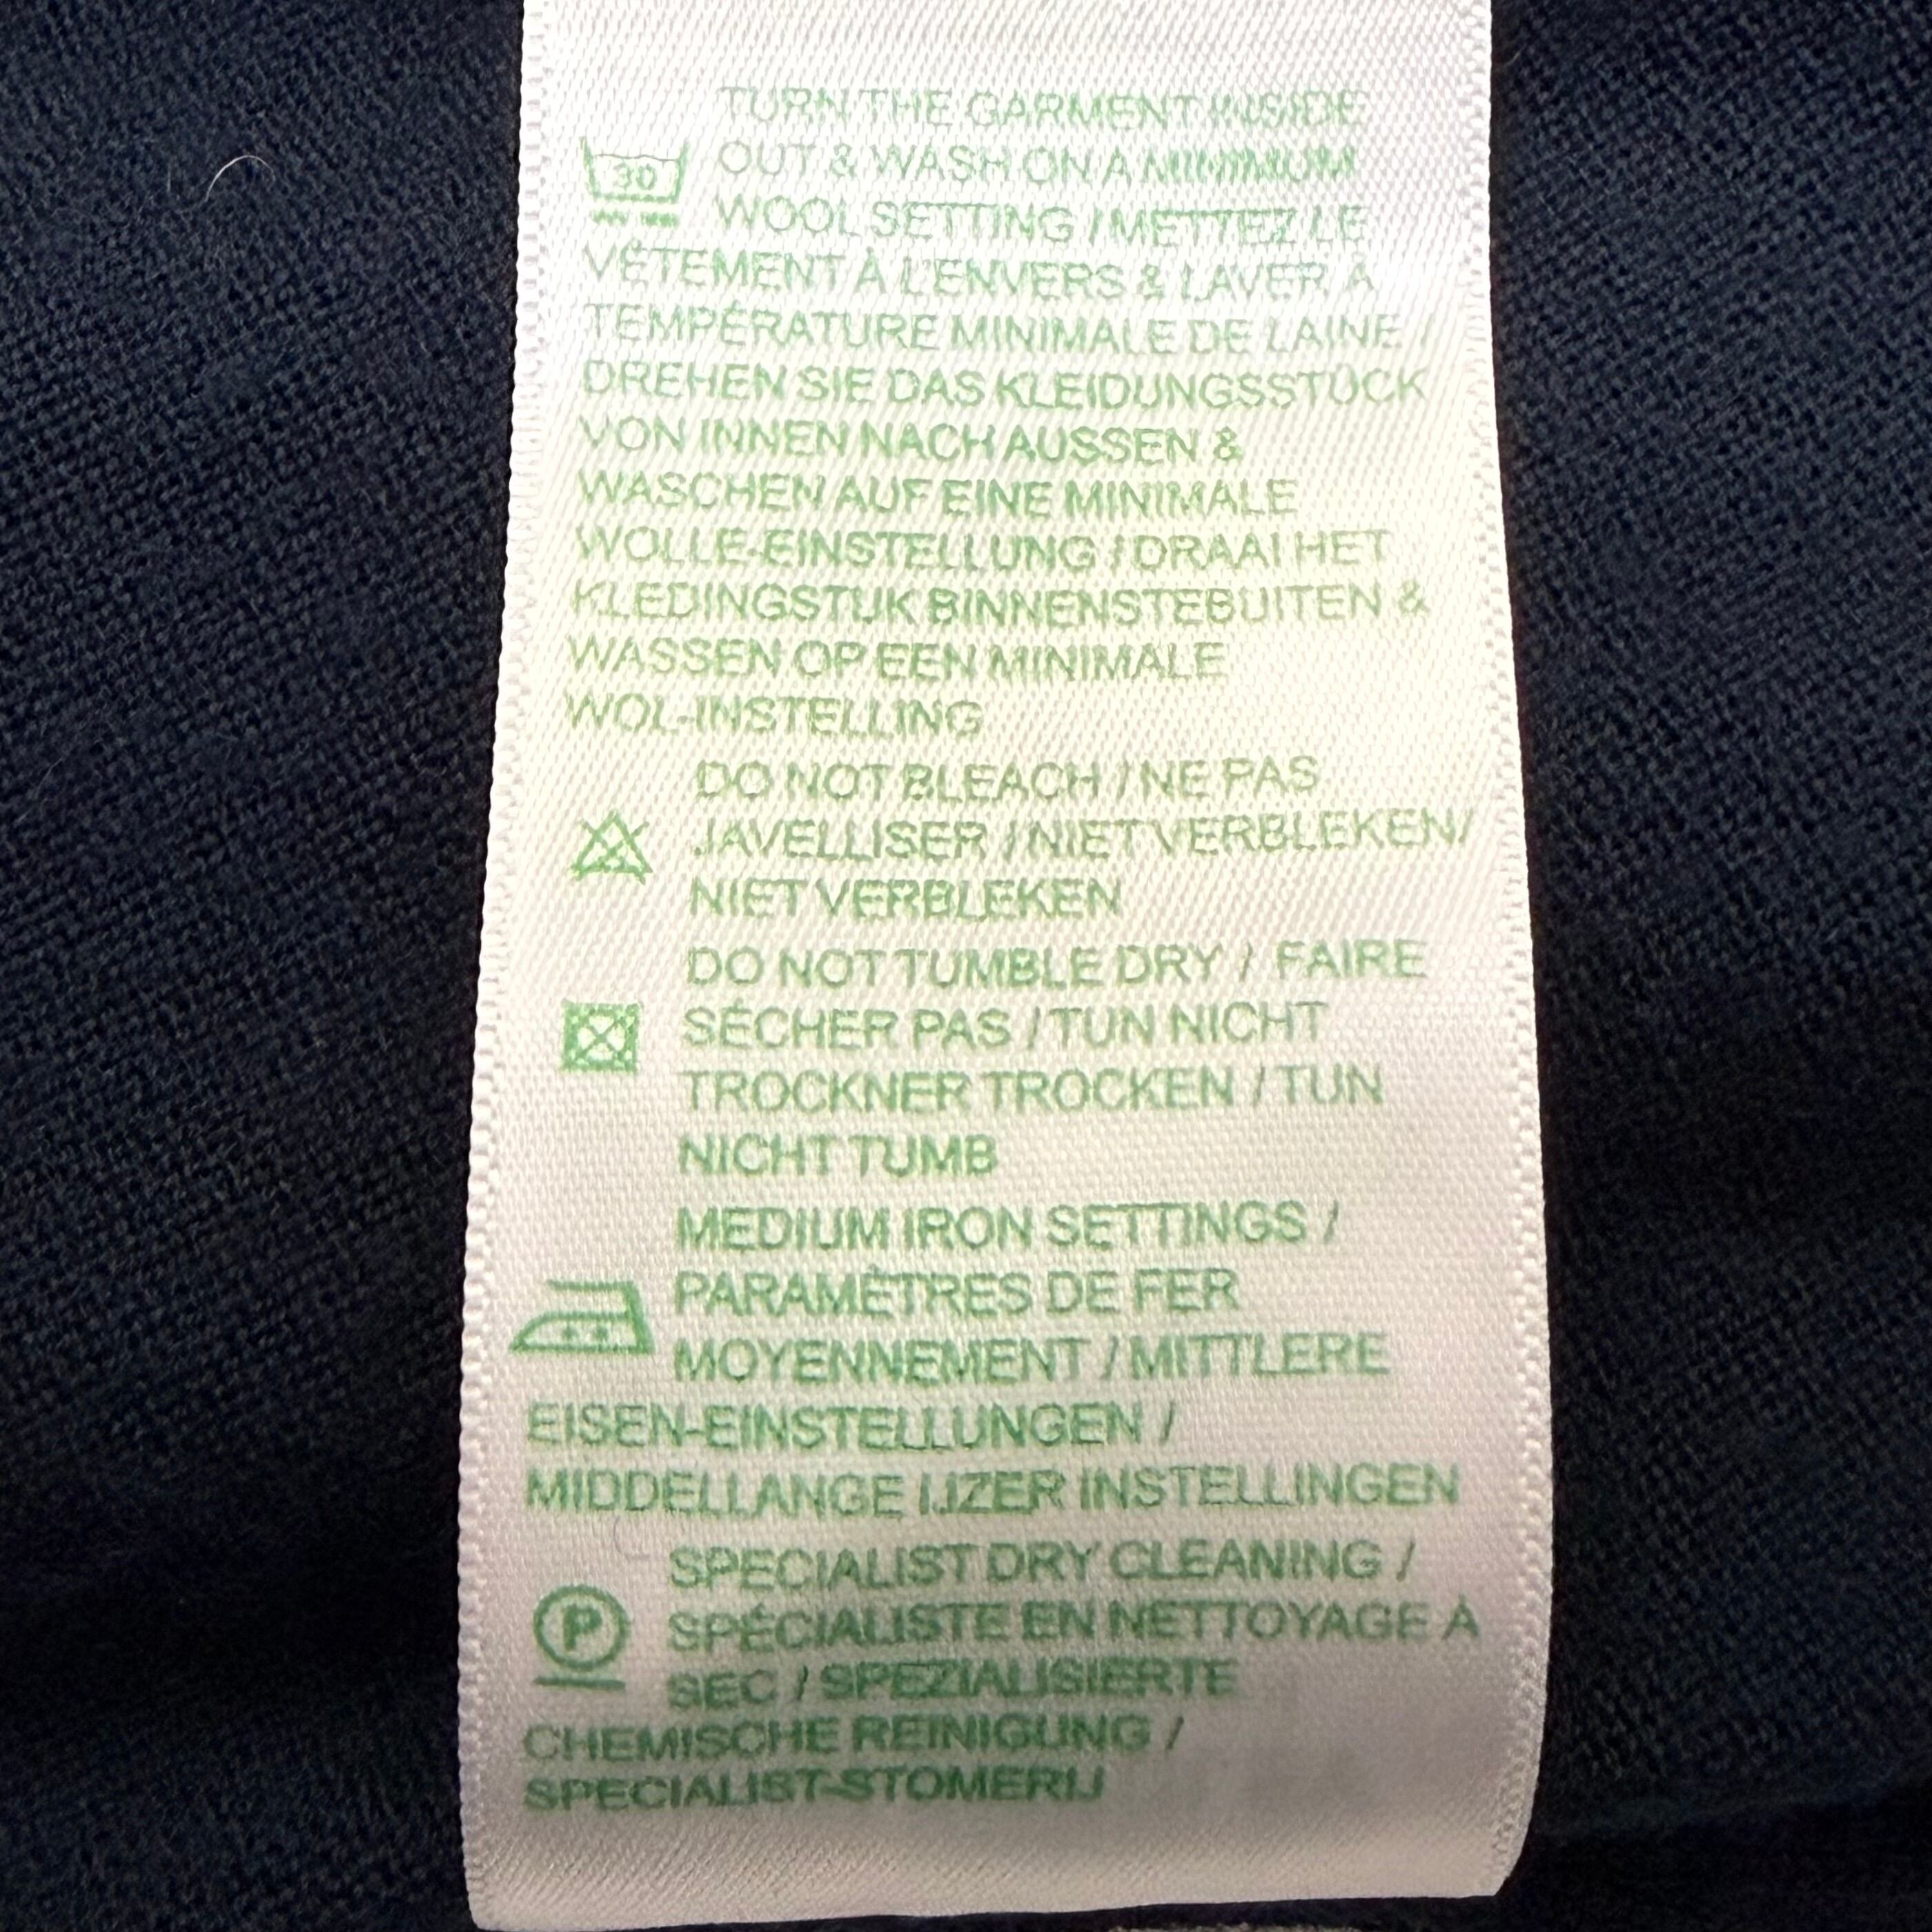 TURN THE GARMENT INSIDE
30 OUT & WASH ON A MINIMUM
WOOL SETTING / METTEZ LE
VÊTEMENT À L'ENVERS & LAVER À
TEMPÉRATURE MINIMALE DE LAINE /
DREHEN SIE DAS KLEIDUNGSSTÜCK
VON INNEN NACH AUSSEN &
WASCHEN AUF EINE MINIMALE
WOLLE-EINSTELLUNG / DRAAI HET
KLEDINGSTUK BINNENSTEBUITEN &
WASSEN OP EEN MINIMALE
WOL-INSTELLING
DO NOT BLEACH / NE PAS
JAVELLISER / NIET VERBLEKEN/
NIET VERBLEKEN
DO NOT TUMBLE DRY / FAIRE
SÉCHER PAS / TUN NICHT
TROCKNER TROCKEN / TUN
NICHT TUMB
MEDIUM IRON SETTINGS /
PARAMÈTRES DE FER
MOYENNEMENT / MITTLERE
EISEN-EINSTELLUNGEN /
MIDDELLANGE IJZER INSTELLINGEN
SPECIALIST DRY CLEANING /
P SPÉCIALISTE EN NETTOYAGE À
SEC / SPEZIALISIERTE
CHEMISCHE REINIGUNG /
SPECIALIST-STOMERIJ